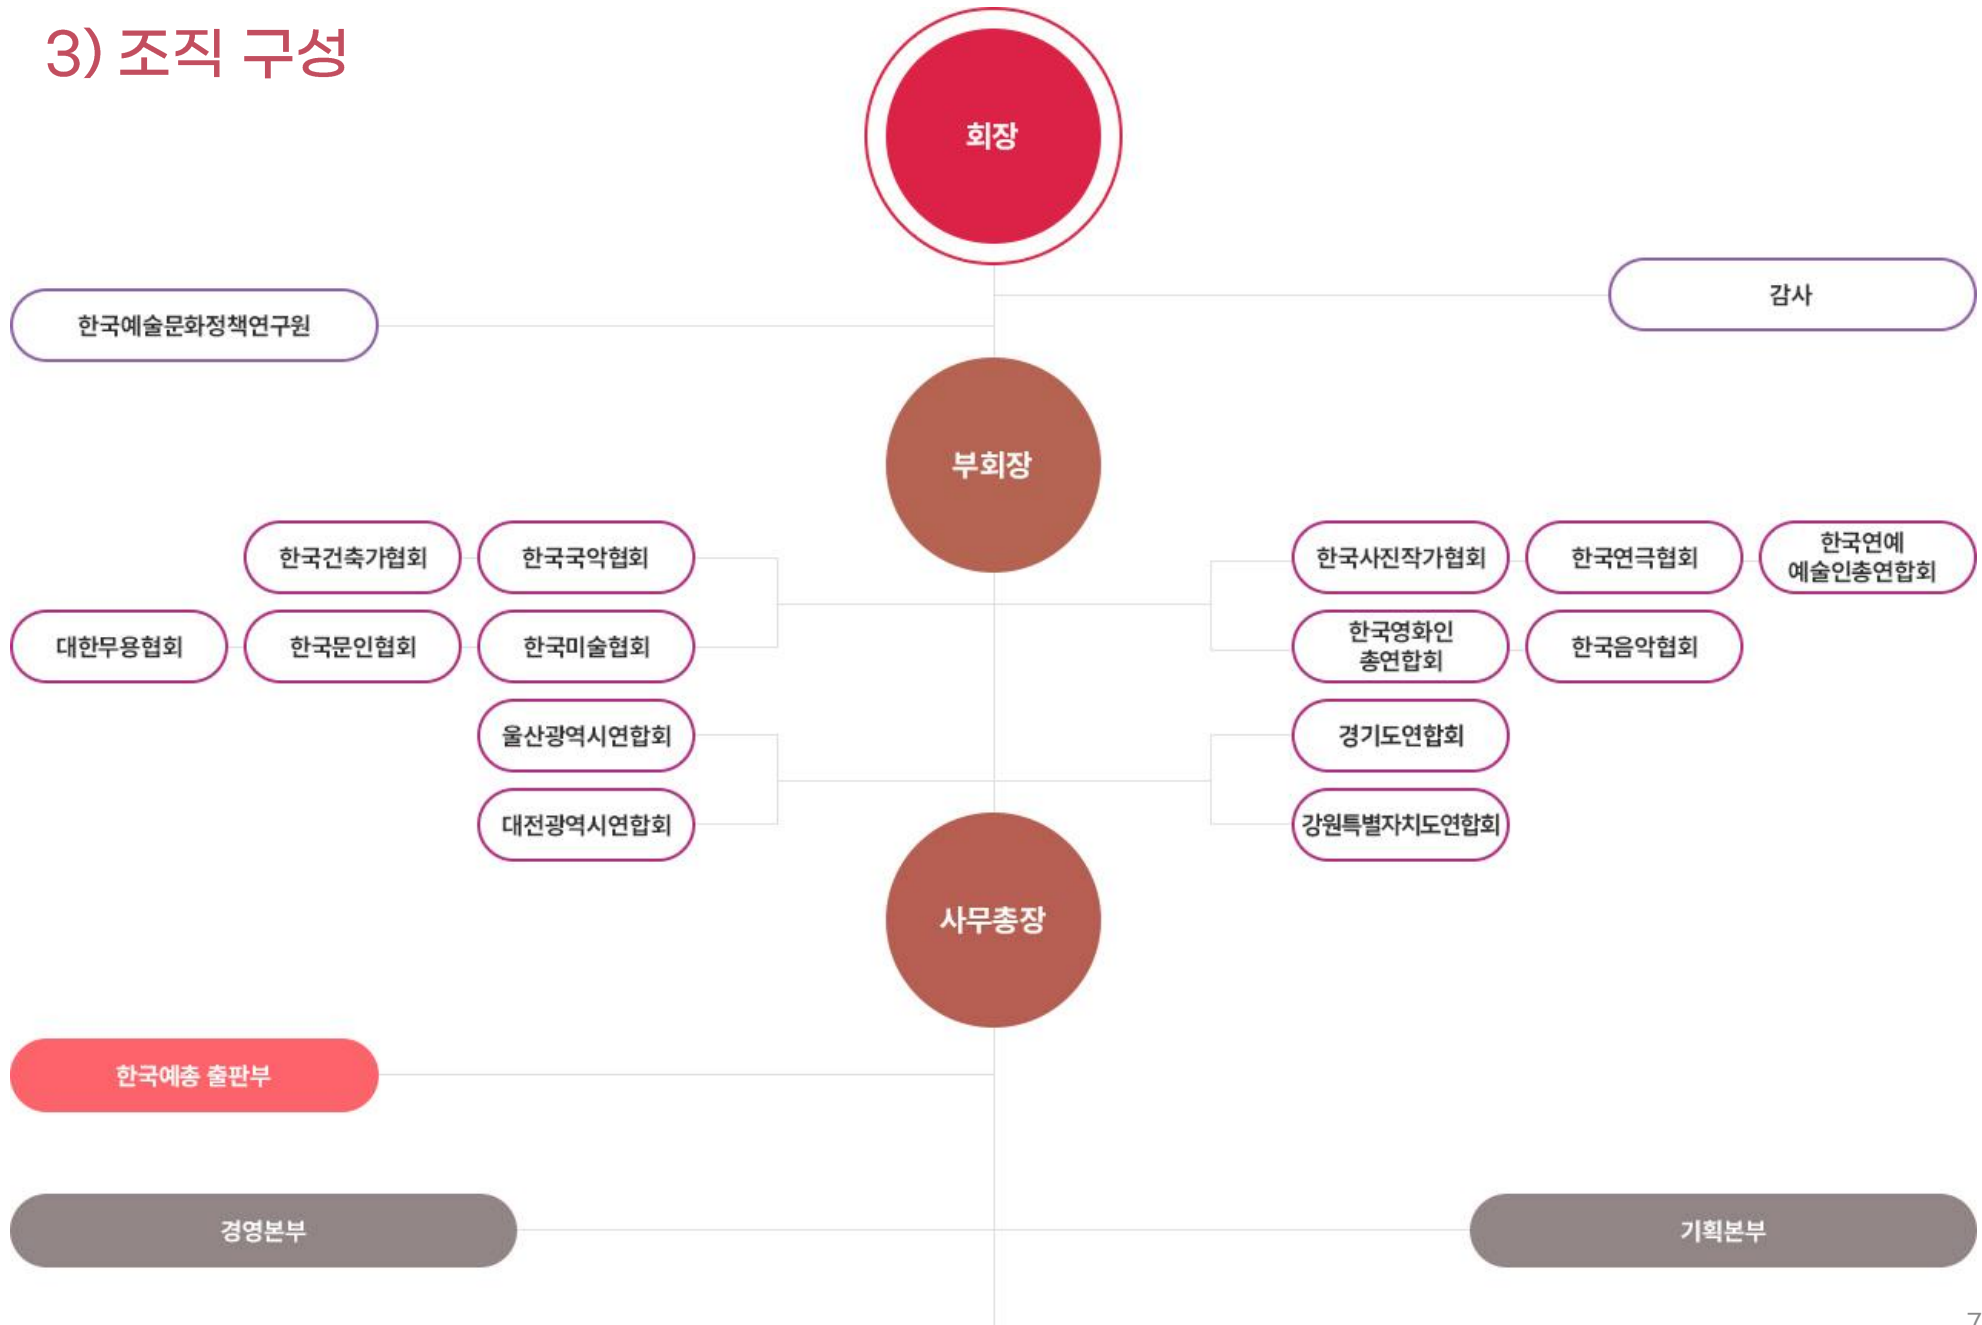 3) 조직 구성
회장
감사
한국예술문화정책연구원
부회장
한국건축가협회
한국국악협회
한국사진작가협회
한국연극협회
한국연예
예술인총연합회
대한무용협회
한국문인협회
한국미술협회
한국영화인
총연합회
한국음악협회
울산광역시연합회
경기도연합회
대전광역시연합회
강원특별자치도연합회
사무총장
한국예총 출판부
경영본부
기획본부
7